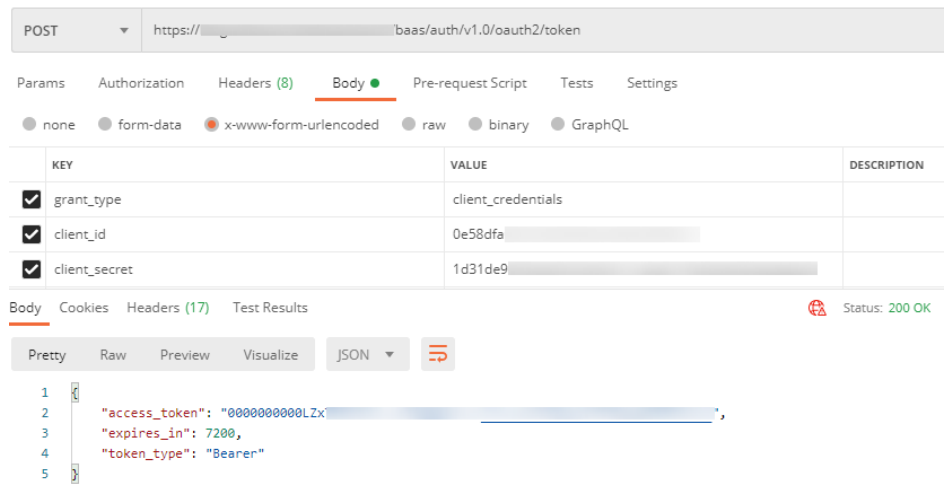 POST https:// /baas/auth/v1.0/oauth2/token
Params Authorization Headers (8) Body Pre-request Script Tests Settings
none form-data x-www-form-urlencoded raw binary GraphQL
KEY VALUE DESCRIPTION
grant_type client_credentials
client_id 0e58dfa
client_secret 1d31de9
Body Cookies Headers (17) Test Results Status: 200 OK
Pretty Raw Preview Visualize JSON
1 {
2 "access_token": "0000000000LZx ",
3 "expires_in": 7200,
4 "token_type": "Bearer"
5 }